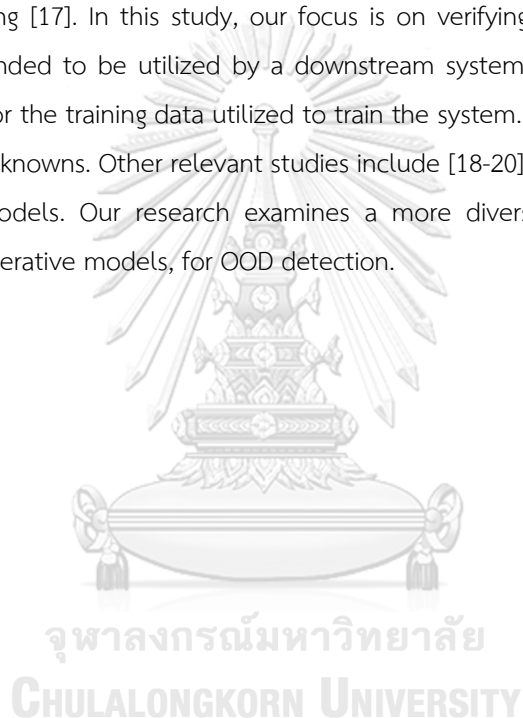 ng [17]. In this study, our focus is on verifying
nded to be utilized by a downstream system
or the training data utilized to train the system.
knowns. Other relevant studies include [18-20]
odels. Our research examines a more divers
erative models, for OOD detection.
จุฬาลงกรณ์มหาวิทยาลัย
CHULALONGKORN UNIVERSITY